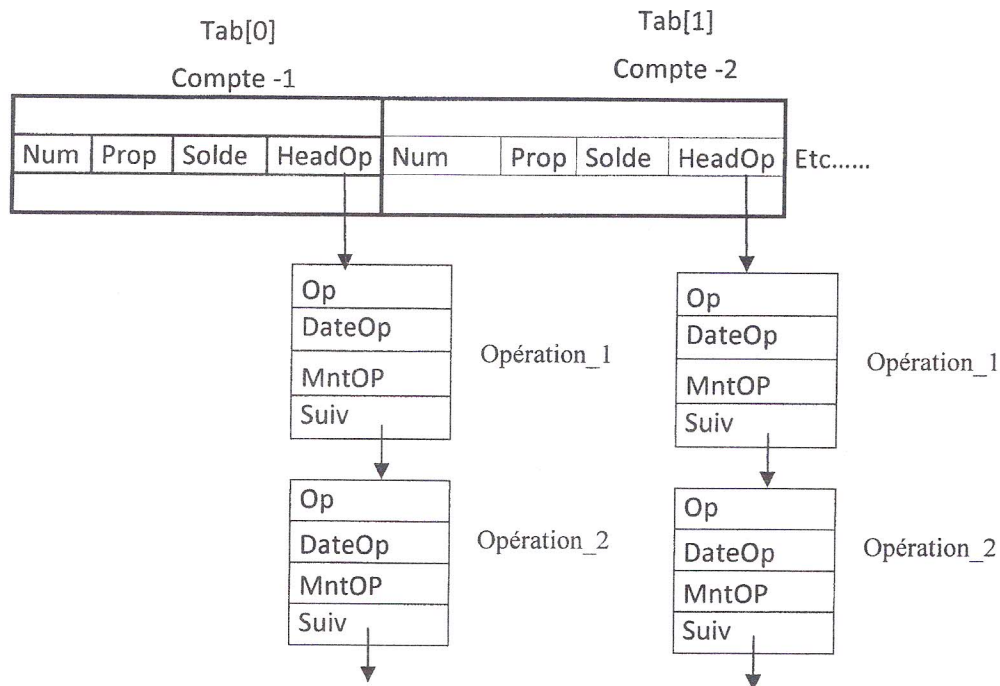 Tab[0] Tab[1]
Compte -1 Compte -2
Num Prop Solde HeadOp Num Prop Solde HeadOp Etc......
Op Op
DateOp DateOp
Opération_1 Opération_1
MntOP MntOP
Suiv Suiv
Op Op
DateOp Opération_2 DateOp Opération_2
MntOP MntOP
Suiv Suiv